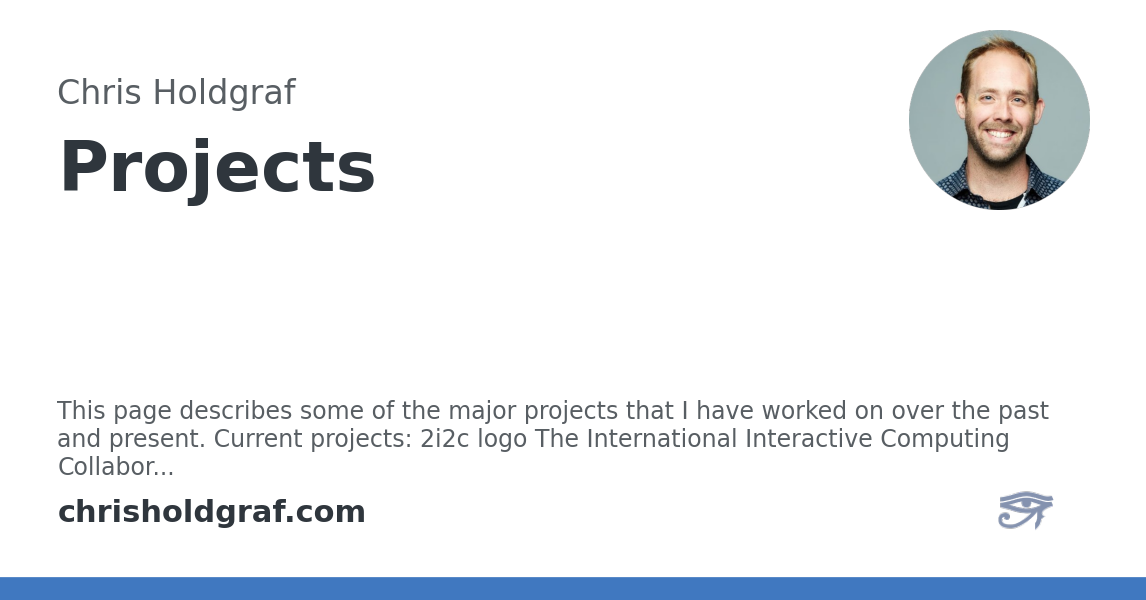 Chris Holdgraf
Projects
This page describes some of the major projects that I have worked on over the past
and present. Current projects: 2i2c logo The International Interactive Computing
Collabor...
chrisholdgraf.com